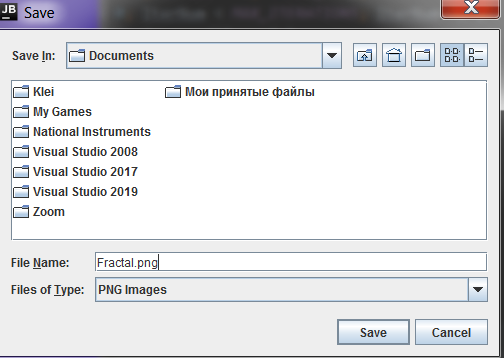 JB Save
Save In: Documents
Klei
Мои принятые файлы
My Games
National Instruments
Visual Studio 2008
Visual Studio 2017
Visual Studio 2019
Zoom
File Name: Fractal.png
Files of Type: PNG Images
Save Cancel